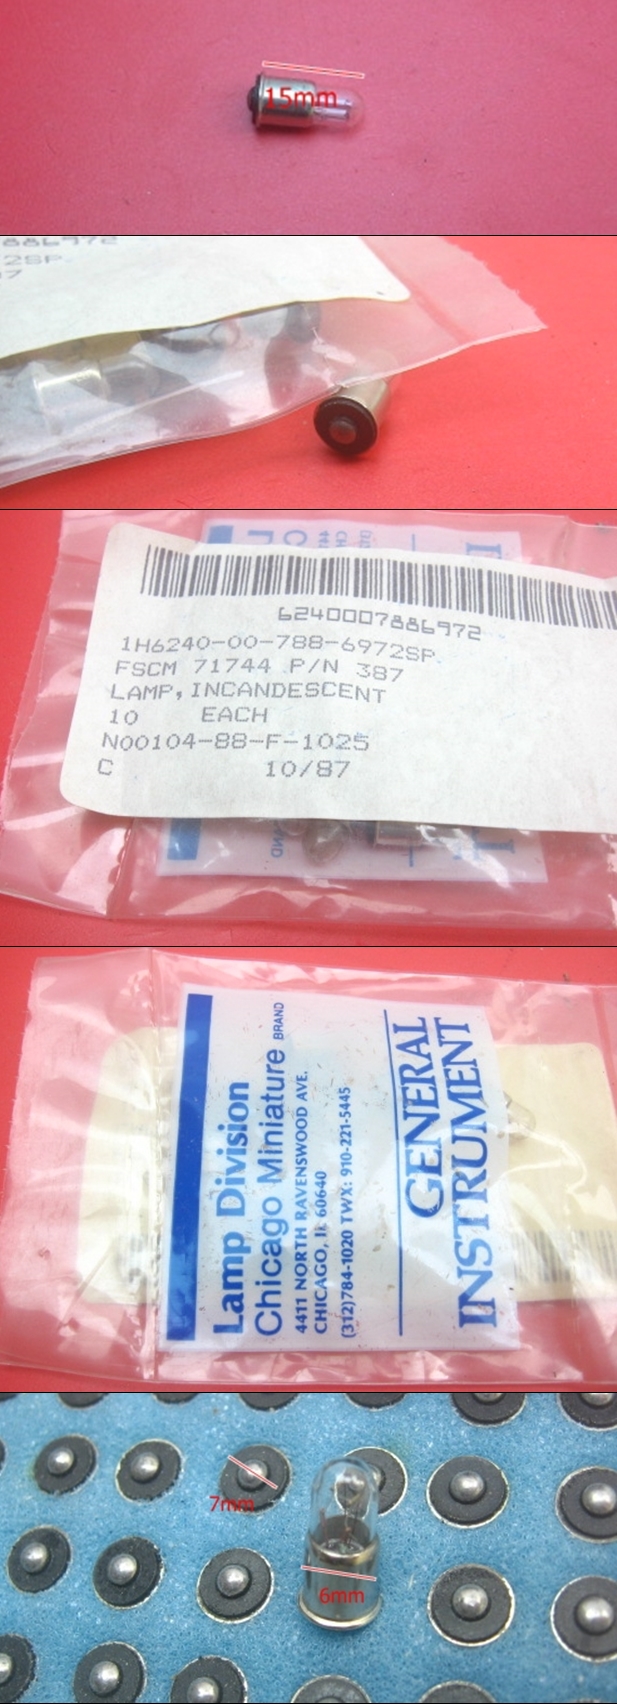 15mm
2SP.
6240007886972
1H6240-00-788-6972SP
FSCM 71744 P/N 387
LAMP, INCANDESCENT
10 EACH
N00104-88-F-1025
C 10/87
Lamp Division
Chicago Miniature BRAND
4411 NORTH RAVENSWOOD AVE.
CHICAGO, IL 60640
(312)784-1020 TWX: 910-221-5445
GENERAL
INSTRUMENT
7mm
6mm